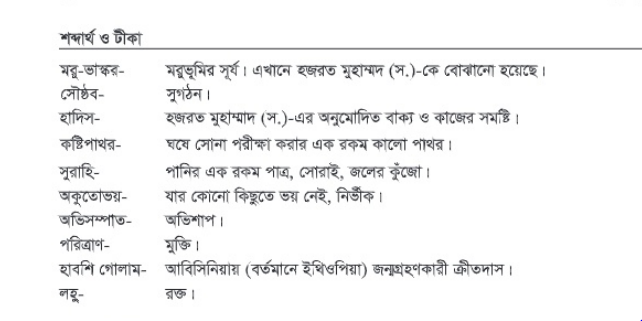 শব্দার্থ ও টীকা
মরু-ভাস্কর- মরুভূমির সূর্য। এখানে হজরত মুহাম্মদ (স.)-কে বোঝানো হয়েছে।
সৌষ্ঠব- সুগঠন।
হাদিস- হজরত মুহাম্মাদ (স.)-এর অনুমোদিত বাক্য ও কাজের সমষ্টি।
কষ্টিপাথর- ঘষে সোনা পরীক্ষা করার এক রকম কালো পাথর।
সুরাহি- পানির এক রকম পাত্র, সোরাই, জলের কুঁজো।
অকুতোভয়- যার কোনো কিছুতে ভয় নেই, নির্ভীক।
অভিসম্পাত- অভিশাপ।
পরিত্রাণ- মুক্তি।
হাবশি গোলাম- আবিসিনিয়ায় (বর্তমানে ইথিওপিয়া) জন্মগ্রহণকারী ক্রীতদাস।
লহু- রক্ত।